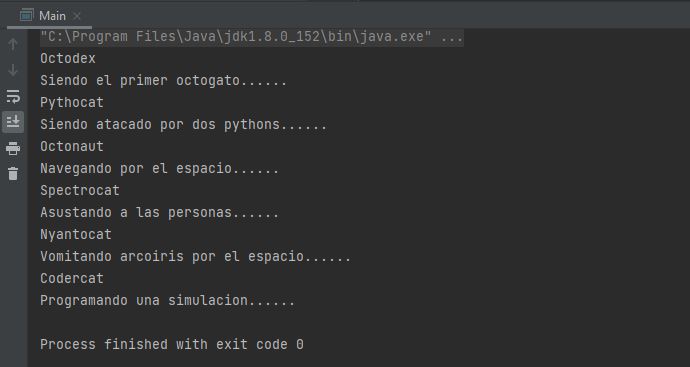 Main
"C:\Program Files\Java\jdk1.8.0_152\bin\java.exe" ...
Octodex
Siendo el primer octogato......
Pythocat
Siendo atacado por dos pythons......
Octonaut
Navegando por el espacio......
Spectrocat
Asustando a las personas......
Nyantocat
Vomitando arcoiris por el espacio......
Codercat
Programando una simulacion......
Process finished with exit code 0